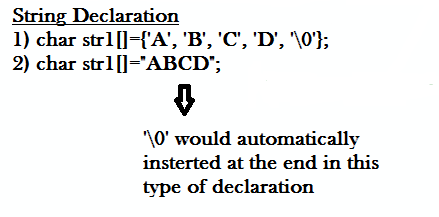 String Declaration
1) char str1[]={'A', 'B', 'C', 'D', '\0'};
2) char str1[]="ABCD";
'\0' would automatically
insterted at the end in this
type of declaration